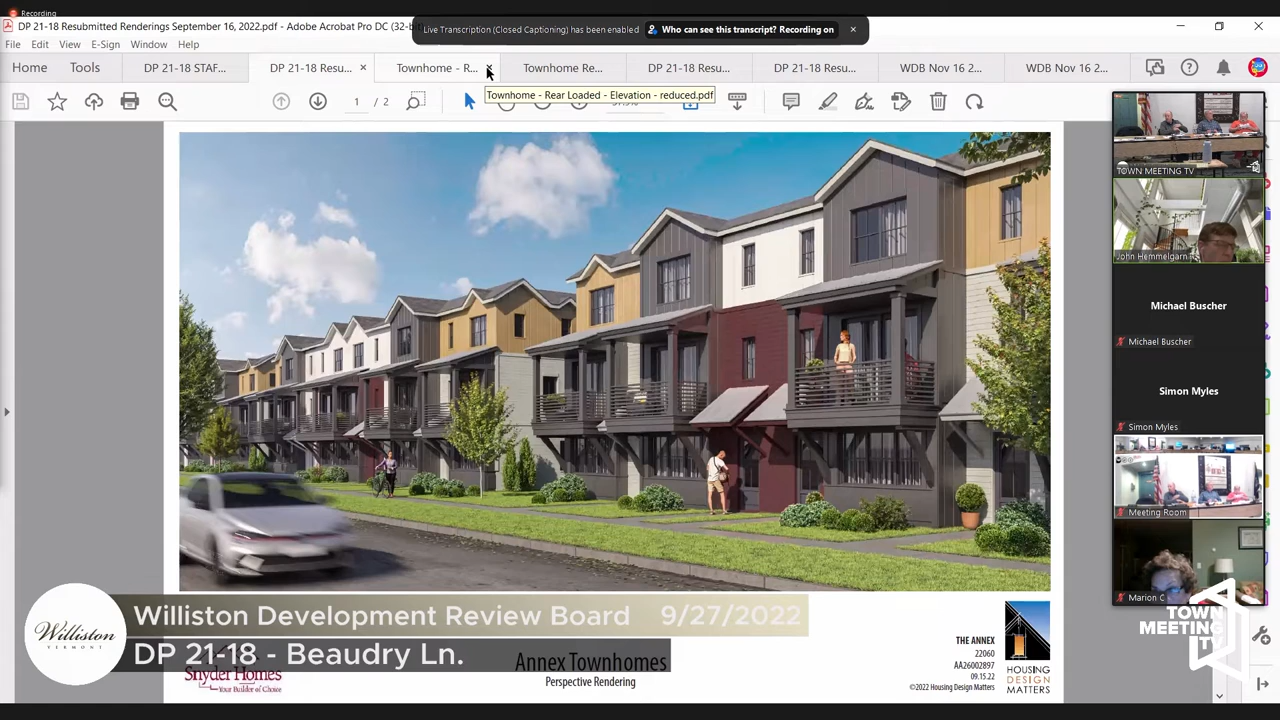 Recording
DP 21-18 Resubmitted Renderings September 16, 2022.pdf - Adobe Acrobat Pro DC (32-b
Live Transcription (Closed Captioning) has been enabled
Who can see this transcript? Recording on
File Edit View E-Sign Window Help
Home Tools DP 21-18 STAF... DP 21-18 Resu... Townhome - R... Townhome Re... DP 21-18 Resu... DP 21-18 Resu... WDB Nov 16 2... WDB Nov 16 2...
1 / 2
Townhome - Rear Loaded - Elevation - reduced.pdf
TOWN MEETING TV
John Hemmelgarn
Michael Buscher
Michael Buscher
Simon Myles
Simon Myles
Meeting Room
Marion C
Williston
VERMONT
Williston Development Review Board 9/27/2022
DP 21-18 - Beaudry Ln.
Snyder Homes
Your Builder of Choice
Annex Townhomes
Perspective Rendering
THE ANNEX
22060
AA26002897
09.15.22
©2022 Housing Design Matters
HOUSING
DESIGN
MATTERS
TOWN
MEETING
TV